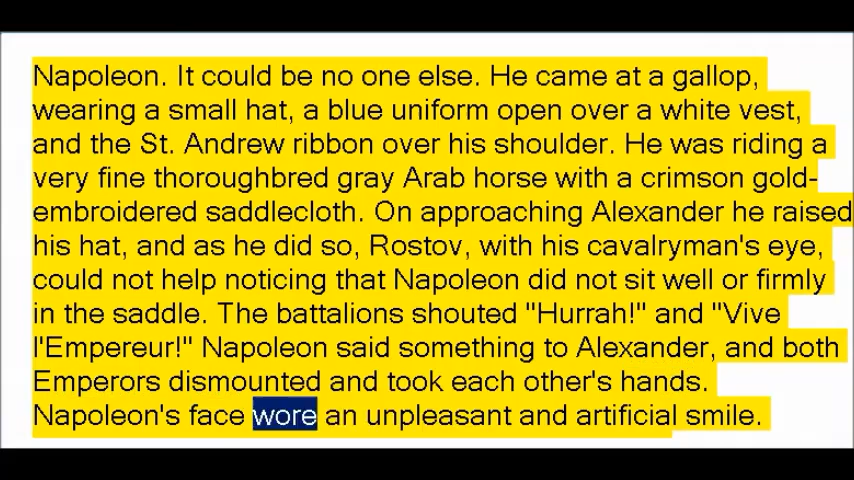 Napoleon. It could be no one else. He came at a gallop,
wearing a small hat, a blue uniform open over a white vest,
and the St. Andrew ribbon over his shoulder. He was riding a
very fine thoroughbred gray Arab horse with a crimson gold-
embroidered saddlecloth. On approaching Alexander he raised
his hat, and as he did so, Rostov, with his cavalryman's eye,
could not help noticing that Napoleon did not sit well or firmly
in the saddle. The battalions shouted "Hurrah!" and "Vive
l'Empereur!" Napoleon said something to Alexander, and both
Emperors dismounted and took each other's hands.
Napoleon's face wore an unpleasant and artificial smile.